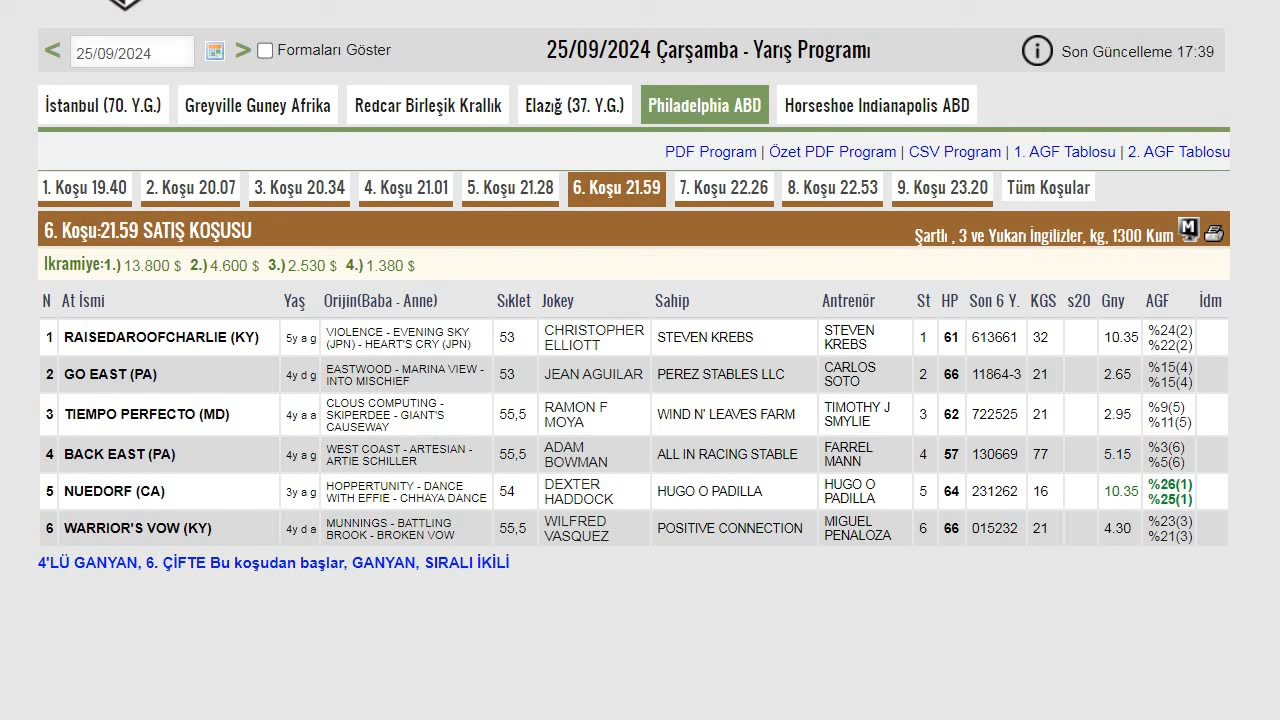 25/09/2024
Formaları Göster
25/09/2024 Çarşamba - Yarış Programı
Son Güncelleme 17:39
İstanbul (70. Y.G.) Greyville Guney Afrika Redcar Birleşik Krallık Elazığ (37. Y.G.) Philadelphia ABD Horseshoe Indianapolis ABD
PDF Program | Özet PDF Program | CSV Program | 1. AGF Tablosu | 2. AGF Tablosu
1. Koşu 19.40 2. Koşu 20.07 3. Koşu 20.34 4. Koşu 21.01 5. Koşu 21.28 6. Koşu 21.59 7. Koşu 22.26 8. Koşu 22.53 9. Koşu 23.20 Tüm Koşular
6. Koşu:21.59 SATIŞ KOŞUSU
Şartlı , 3 ve Yukarı İngilizler, kg, 1300 Kum M
Ikramiye:1.) 13.800 $ 2.) 4.600 $ 3.) 2.530 $ 4.) 1.380 $
N At İsmi Yaş Orijin(Baba - Anne) Sıklet Jokey Sahip Antrenör St HP Son 6 Y. KGS s20 Gny AGF İdm
1 RAISEDAROOFCHARLIE (KY) 5y a g VIOLENCE - EVENING SKY (JPN) - HEART'S CRY (JPN) 53 CHRISTOPHER ELLIOTT STEVEN KREBS STEVEN KREBS 1 61 613661 32 10.35 %24(2) %22(2)
2 GO EAST (PA) 4y d g EASTWOOD - MARINA VIEW - INTO MISCHIEF 53 JEAN AGUILAR PEREZ STABLES LLC CARLOS SOTO 2 66 11864-3 21 2.65 %15(4) %15(4)
3 TIEMPO PERFECTO (MD) 4y a a CLOUS COMPUTING - SKIPERDEE - GIANT'S CAUSEWAY 55,5 RAMON F MOYA WIND N' LEAVES FARM TIMOTHY J SMYLIE 3 62 722525 21 2.95 %9(5) %11(5)
4 BACK EAST (PA) 4y a g WEST COAST - ARTESIAN - ARTIE SCHILLER 55,5 ADAM BOWMAN ALL IN RACING STABLE FARREL MANN 4 57 130669 77 5.15 %3(6) %5(6)
5 NUEDORF (CA) 3y a g HOPPERTUNITY - DANCE WITH EFFIE - CHHAYA DANCE 54 DEXTER HADDOCK HUGO O PADILLA HUGO O PADILLA 5 64 231262 16 10.35 %26(1) %25(1)
6 WARRIOR'S VOW (KY) 4y d a MUNNINGS - BATTLING BROOK - BROKEN VOW 55,5 WILFRED VASQUEZ POSITIVE CONNECTION MIGUEL PENALOZA 6 66 015232 21 4.30 %23(3) %21(3)
4'LÜ GANYAN, 6. ÇİFTE Bu koşudan başlar, GANYAN, SIRALI İKİLİ